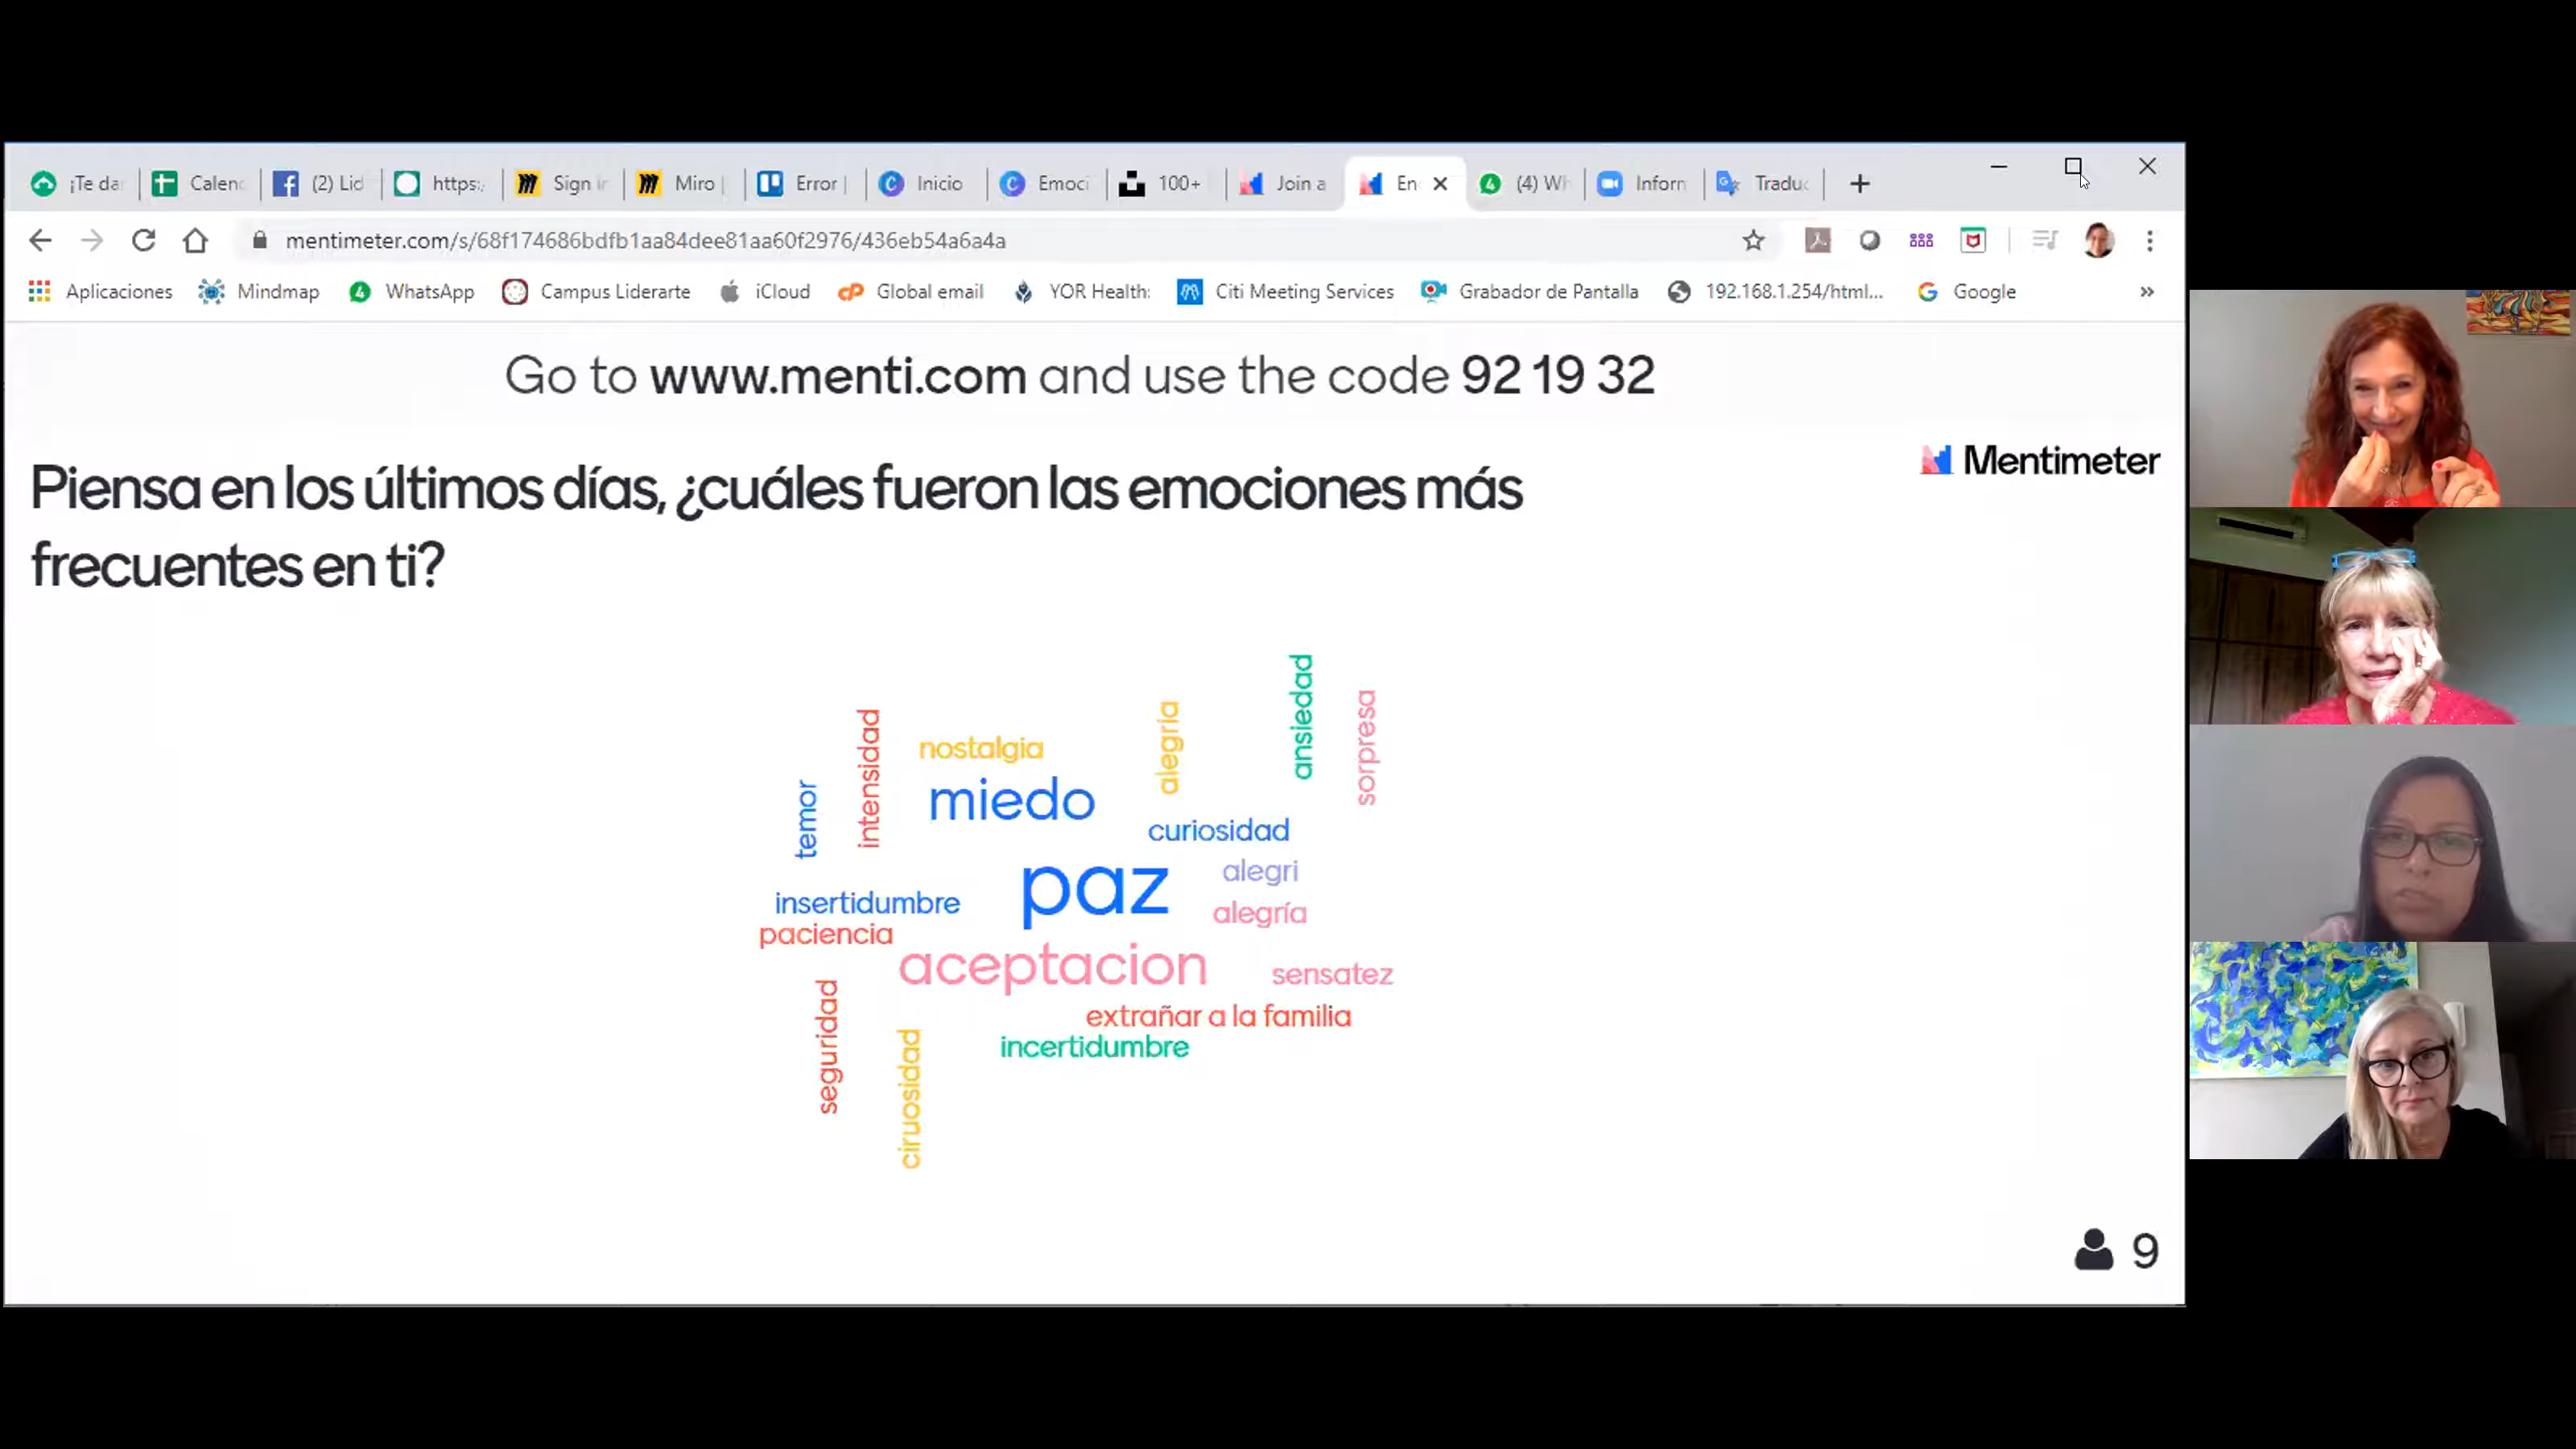 ¡Te da
Calen
(2) Lid
https:
Sign in
Miro |
Error |
Inicio
Emoci
100+
Join a
En
(4) Wh
Inforn
Traduc
mentimeter.com/s/68f174686bdfb1aa84dee81aa60f2976/436eb54a6a4a
Aplicaciones
Mindmap
WhatsApp
Campus Liderarte
iCloud
Global email
YOR Health:
Citi Meeting Services
Grabador de Pantalla
192.168.1.254/html...
Google
»
Go to www.menti.com and use the code 92 19 32
Mentimeter
Piensa en los últimos días, ¿cuáles fueron las emociones más
frecuentes en ti?
ansiedad
sorpresa
alegría
intensidad
nostalgia
temor
miedo
curiosidad
paz
alegri
insertidumbre
alegría
paciencia
aceptacion
sensatez
seguridad
extrañar a la familia
ciruosidad
incertidumbre
9